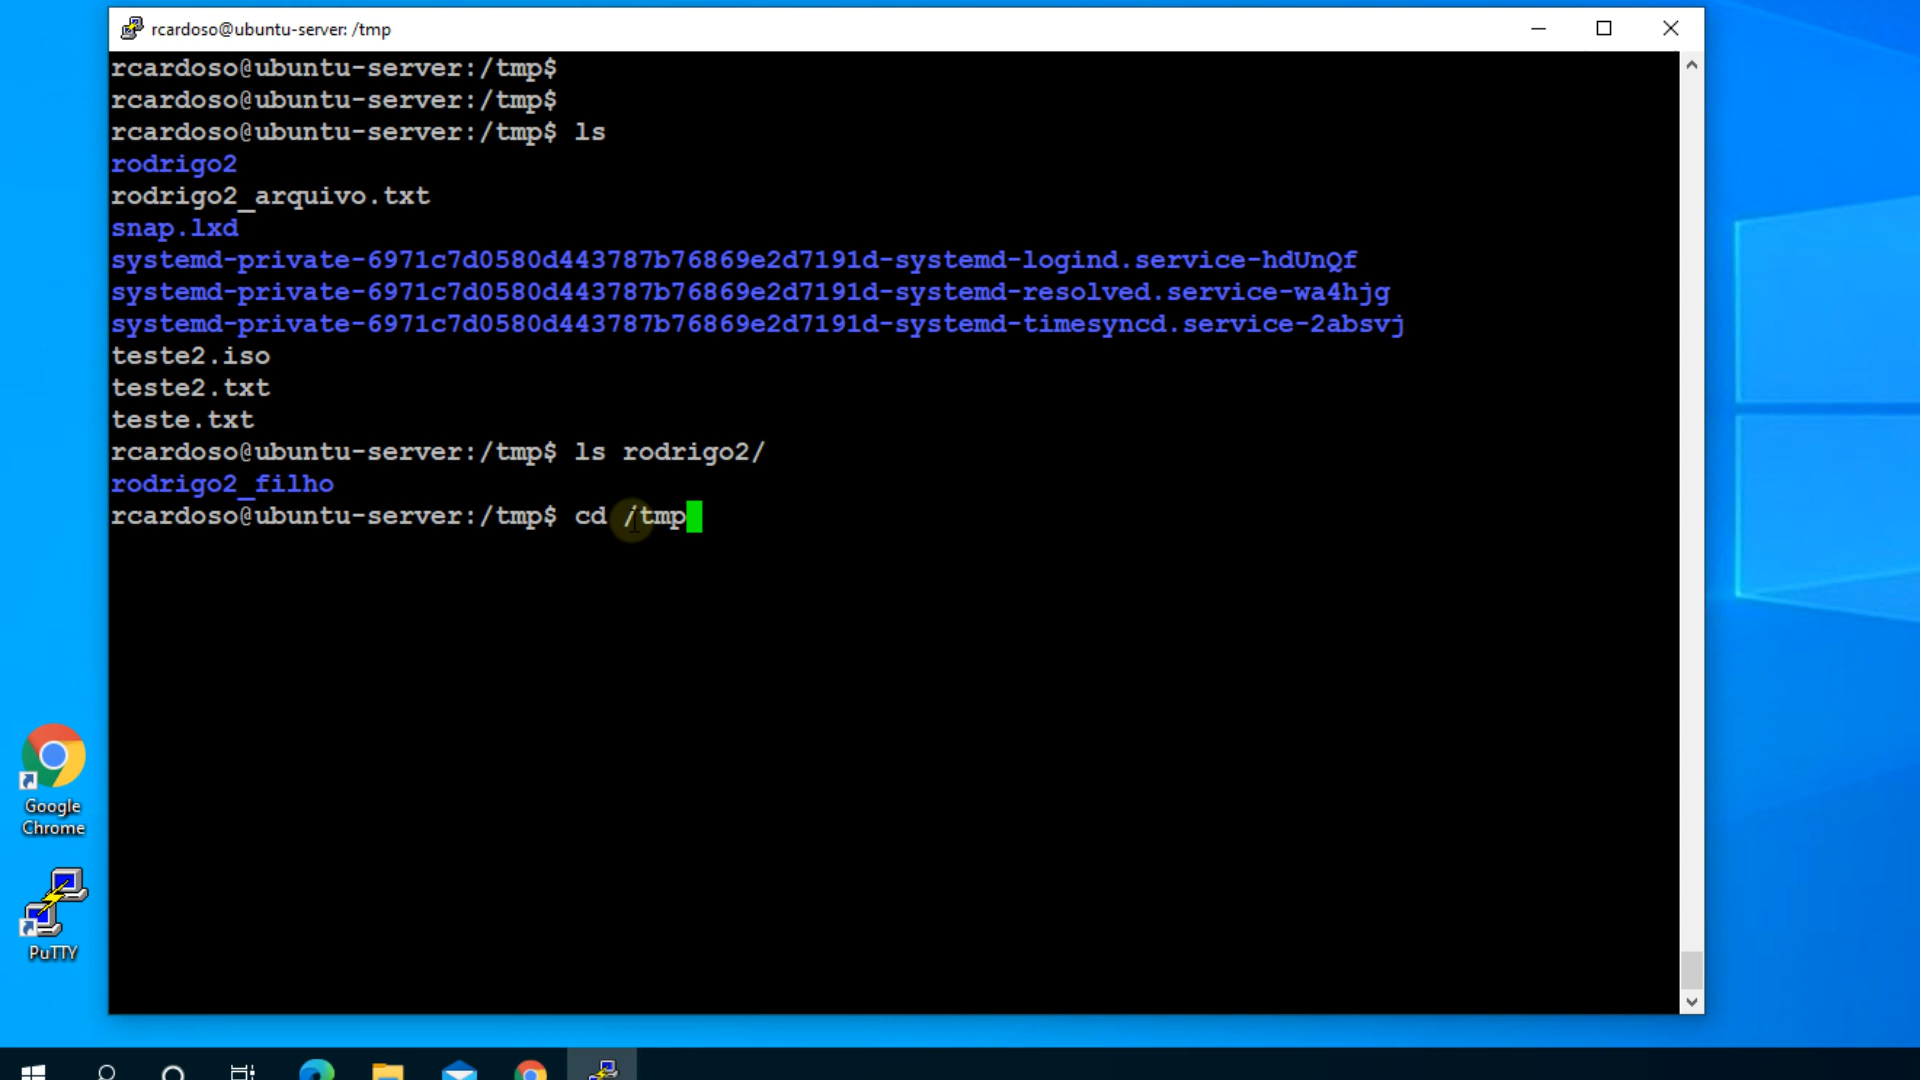 rcardoso@ubuntu-server: /tmp
rcardoso@ubuntu-server:/tmp$
rcardoso@ubuntu-server:/tmp$
rcardoso@ubuntu-server:/tmp$ ls
rodrigo2
rodrigo2_arquivo.txt
snap.lxd
systemd-private-6971c7d0580d443787b76869e2d7191d-systemd-logind.service-hdUnQf
systemd-private-6971c7d0580d443787b76869e2d7191d-systemd-resolved.service-wa4hjg
systemd-private-6971c7d0580d443787b76869e2d7191d-systemd-timesyncd.service-2absvj
teste2.iso
teste2.txt
teste.txt
rcardoso@ubuntu-server:/tmp$ ls rodrigo2/
rodrigo2_filho
rcardoso@ubuntu-server:/tmp$ cd /tmp
Google
Chrome
PuTTY